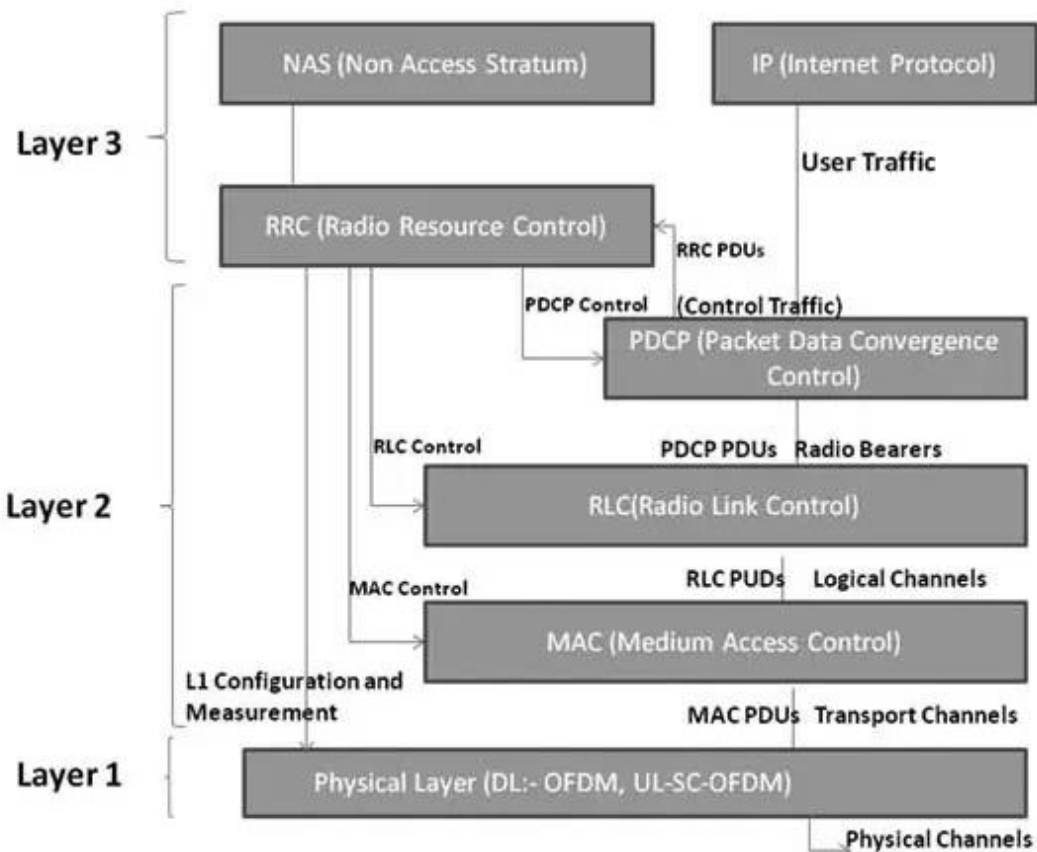 NAS (Non Access Stratum)
IP (Internet Protocol)
Layer 3
User Traffic
RRC (Radio Resource Control)
RRC PDUs
PDCP Control
(Control Traffic)
PDCP (Packet Data Convergence
Control)
RLC Control
PDCP PDUs
Radio Bearers
Layer 2
RLC(Radio Link Control)
RLC PUDs
Logical Channels
MAC Control
MAC (Medium Access Control)
L1 Configuration and
Measurement
MAC PDUs
Transport Channels
Layer 1
Physical Layer (DL:- OFDM, UL-SC-OFDM)
Physical Channels